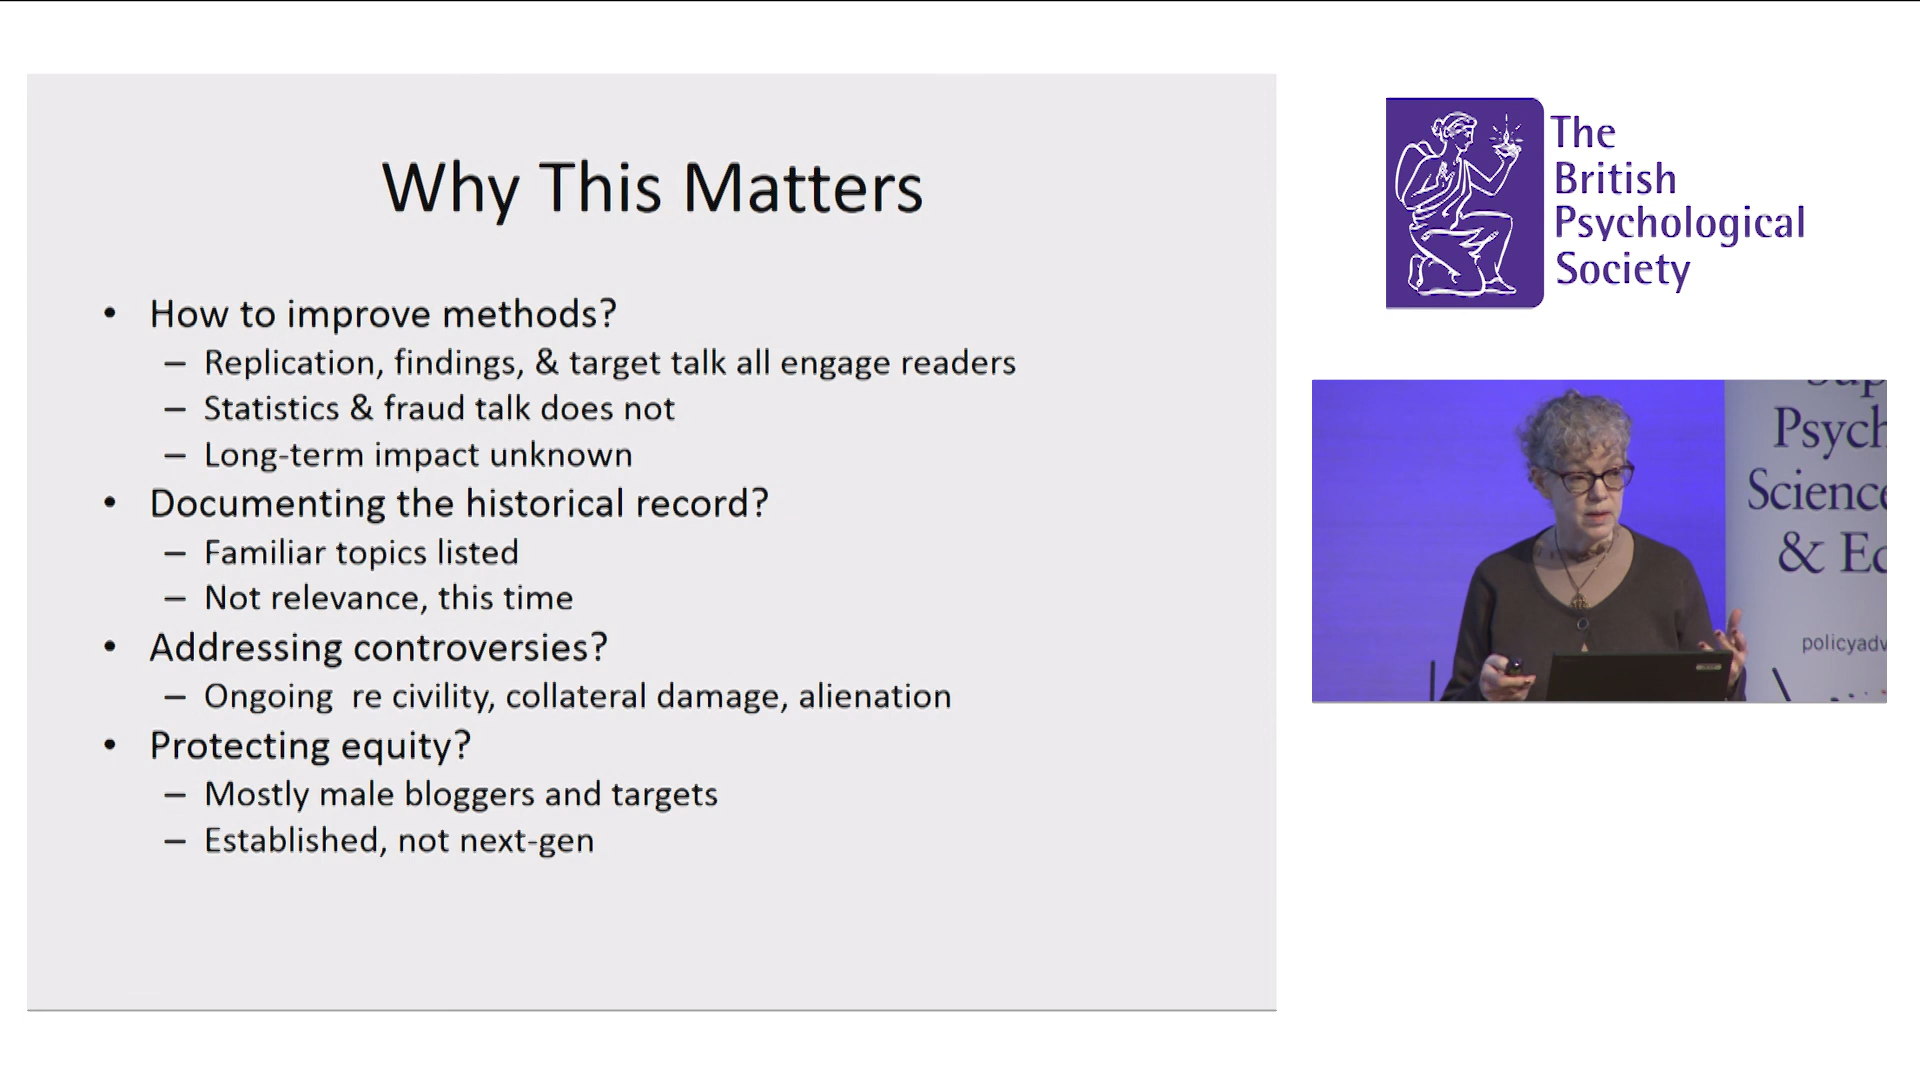 Why This Matters
• How to improve methods?
– Replication, findings, & target talk all engage readers
– Statistics & fraud talk does not
– Long-term impact unknown
• Documenting the historical record?
– Familiar topics listed
– Not relevance, this time
• Addressing controversies?
– Ongoing  re civility, collateral damage, alienation
• Protecting equity?
– Mostly male bloggers and targets
– Established, not next-gen
The
British
Psychological
Society
Sup
Psych
Science
& Ed
policyadv